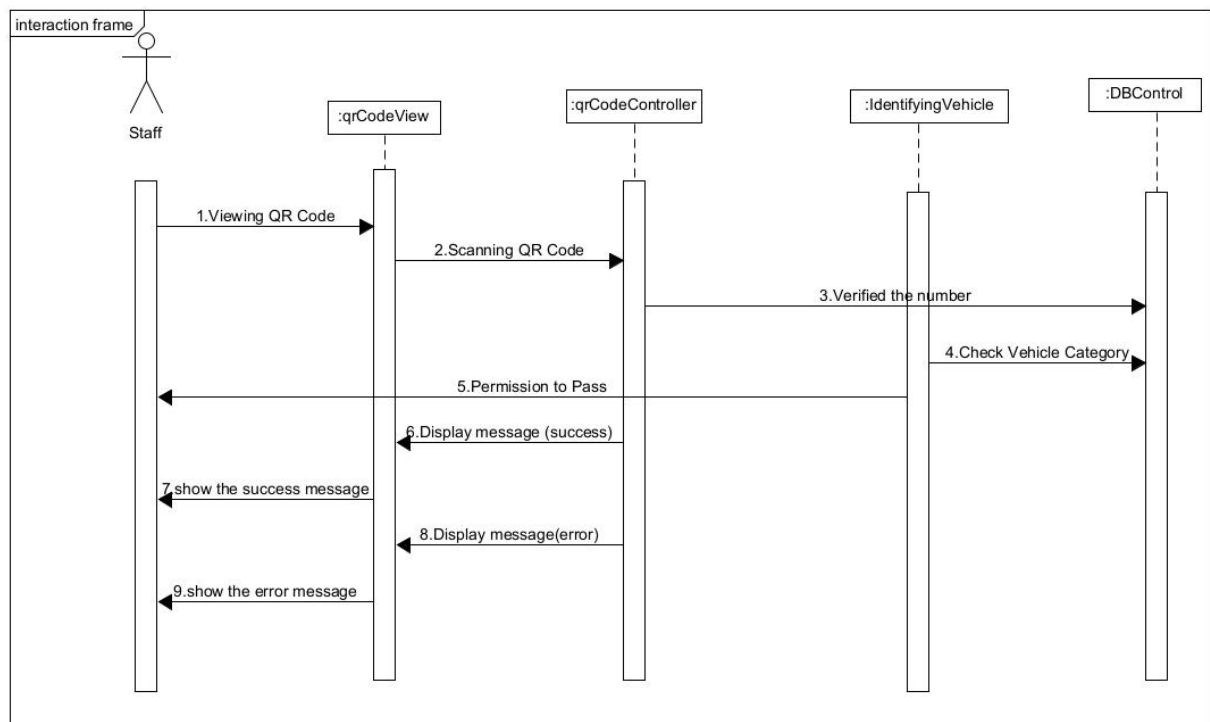 interaction frame
Staff
:qrCodeView
:qrCodeController
:IdentifyingVehicle
:DBControl
1.Viewing QR Code
2.Scanning QR Code
3.Verified the number
4.Check Vehicle Category
5.Permission to Pass
6.Display message (success)
7.show the success message
8.Display message(error)
9.show the error message